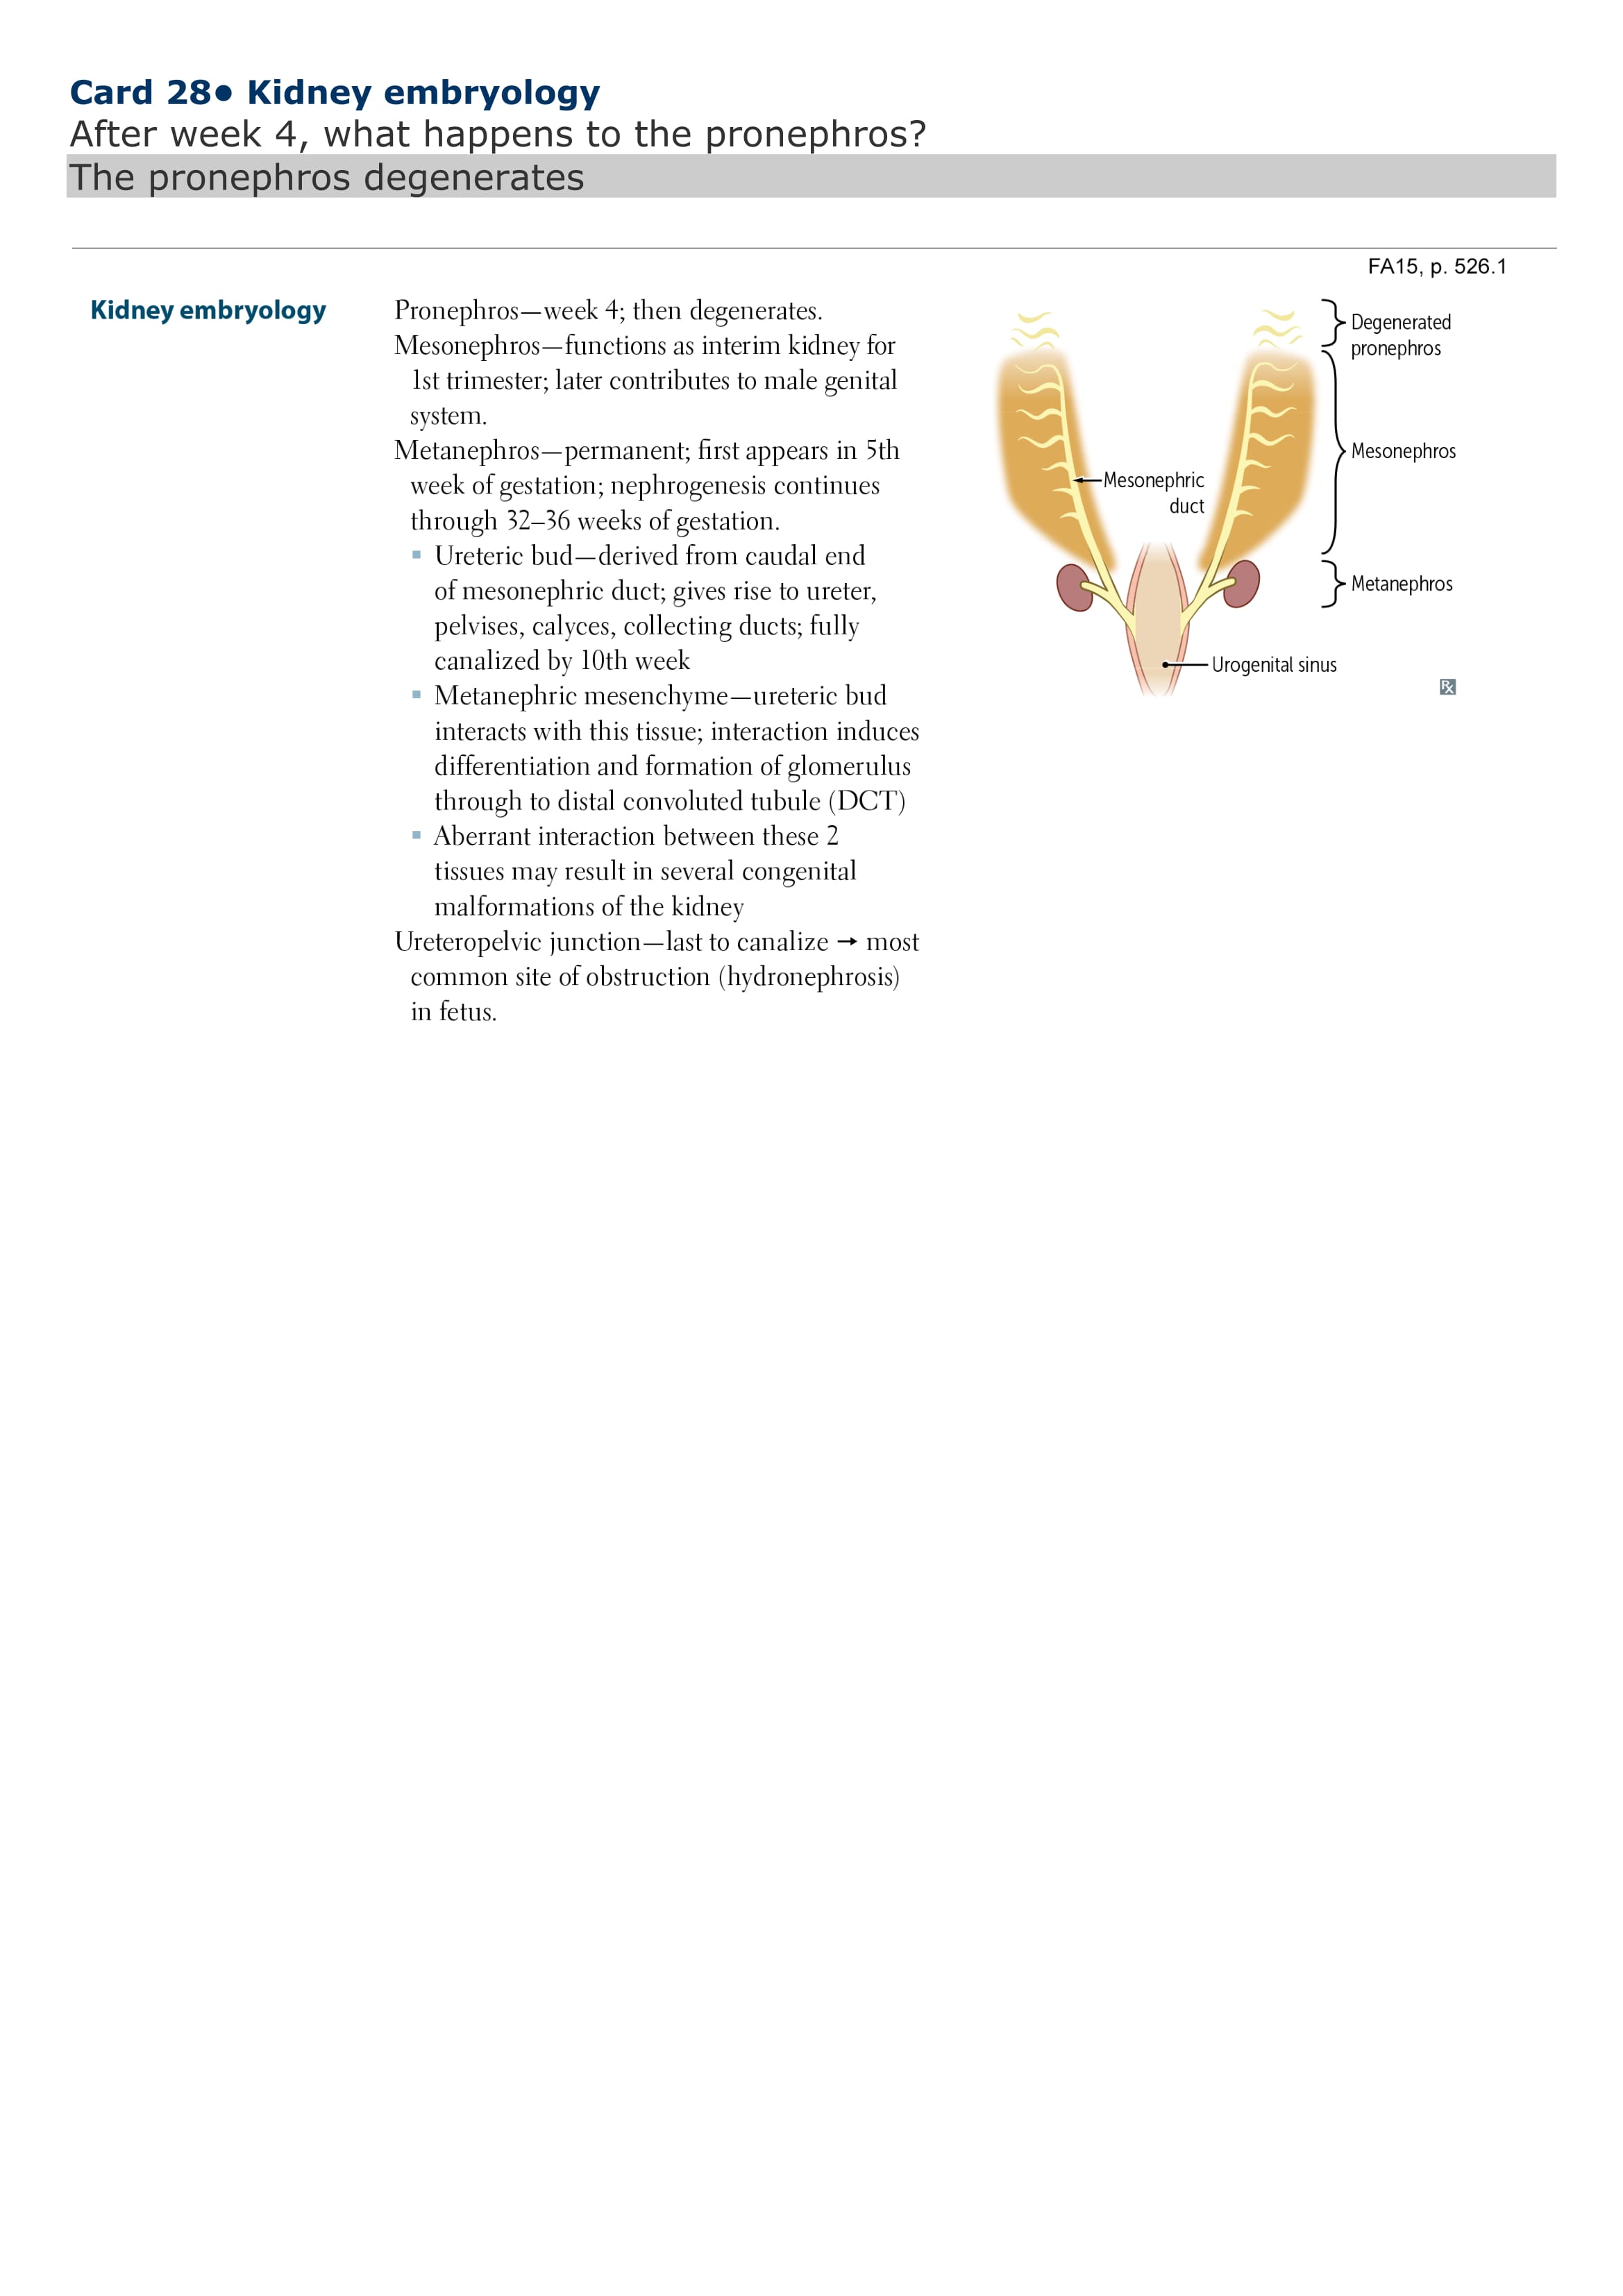 Card 28● Kidney embryology
After week 4, what happens to the pronephros?
The pronephros degenerates
FA15, p. 526.1
Kidney embryology
Pronephros—week 4; then degenerates.
Mesonephros—functions as interim kidney for
1st trimester; later contributes to male genital
system.
Metanephros—permanent; first appears in 5th
week of gestation; nephrogenesis continues
through 32–36 weeks of gestation.
▪ Ureteric bud—derived from caudal end
of mesonephric duct; gives rise to ureter,
pelvises, calyces, collecting ducts; fully
canalized by 10th week
▪ Metanephric mesenchyme—ureteric bud
interacts with this tissue; interaction induces
differentiation and formation of glomerulus
through to distal convoluted tubule (DCT)
▪ Aberrant interaction between these 2
tissues may result in several congenital
malformations of the kidney
Ureteropelvic junction—last to canalize → most
common site of obstruction (hydronephrosis)
in fetus.
Degenerated
pronephros
Mesonephros
Mesonephric
duct
Metanephros
Urogenital sinus
Rx